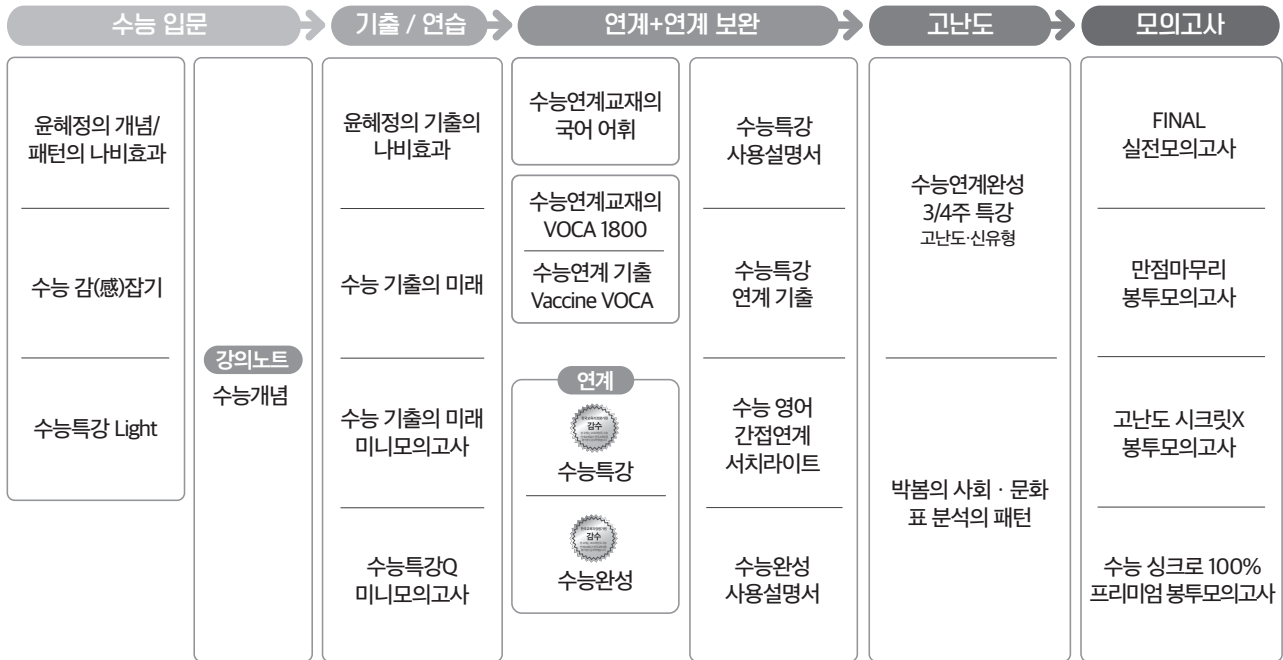 수능 입문
기출 / 연습
연계+연계 보완
고난도
모의고사
윤혜정의 개념/
패턴의 나비효과
수능 감(感)잡기
수능특강 Light
강의노트
수능개념
윤혜정의 기출의
나비효과
수능 기출의 미래
수능 기출의 미래
미니모의고사
수능특강Q
미니모의고사
수능연계교재의
국어 어휘
수능연계교재의
VOCA 1800
수능연계 기출
Vaccine VOCA
연계
감수
수능특강
감수
수능완성
수능특강
사용설명서
수능특강
연계 기출
수능 영어
간접연계
서치라이트
수능완성
사용설명서
수능연계완성
3/4주 특강
고난도·신유형
박봄의 사회 · 문화
표 분석의 패턴
FINAL
실전모의고사
만점마무리
봉투모의고사
고난도 시크릿X
봉투모의고사
수능 싱크로 100%
프리미엄 봉투모의고사